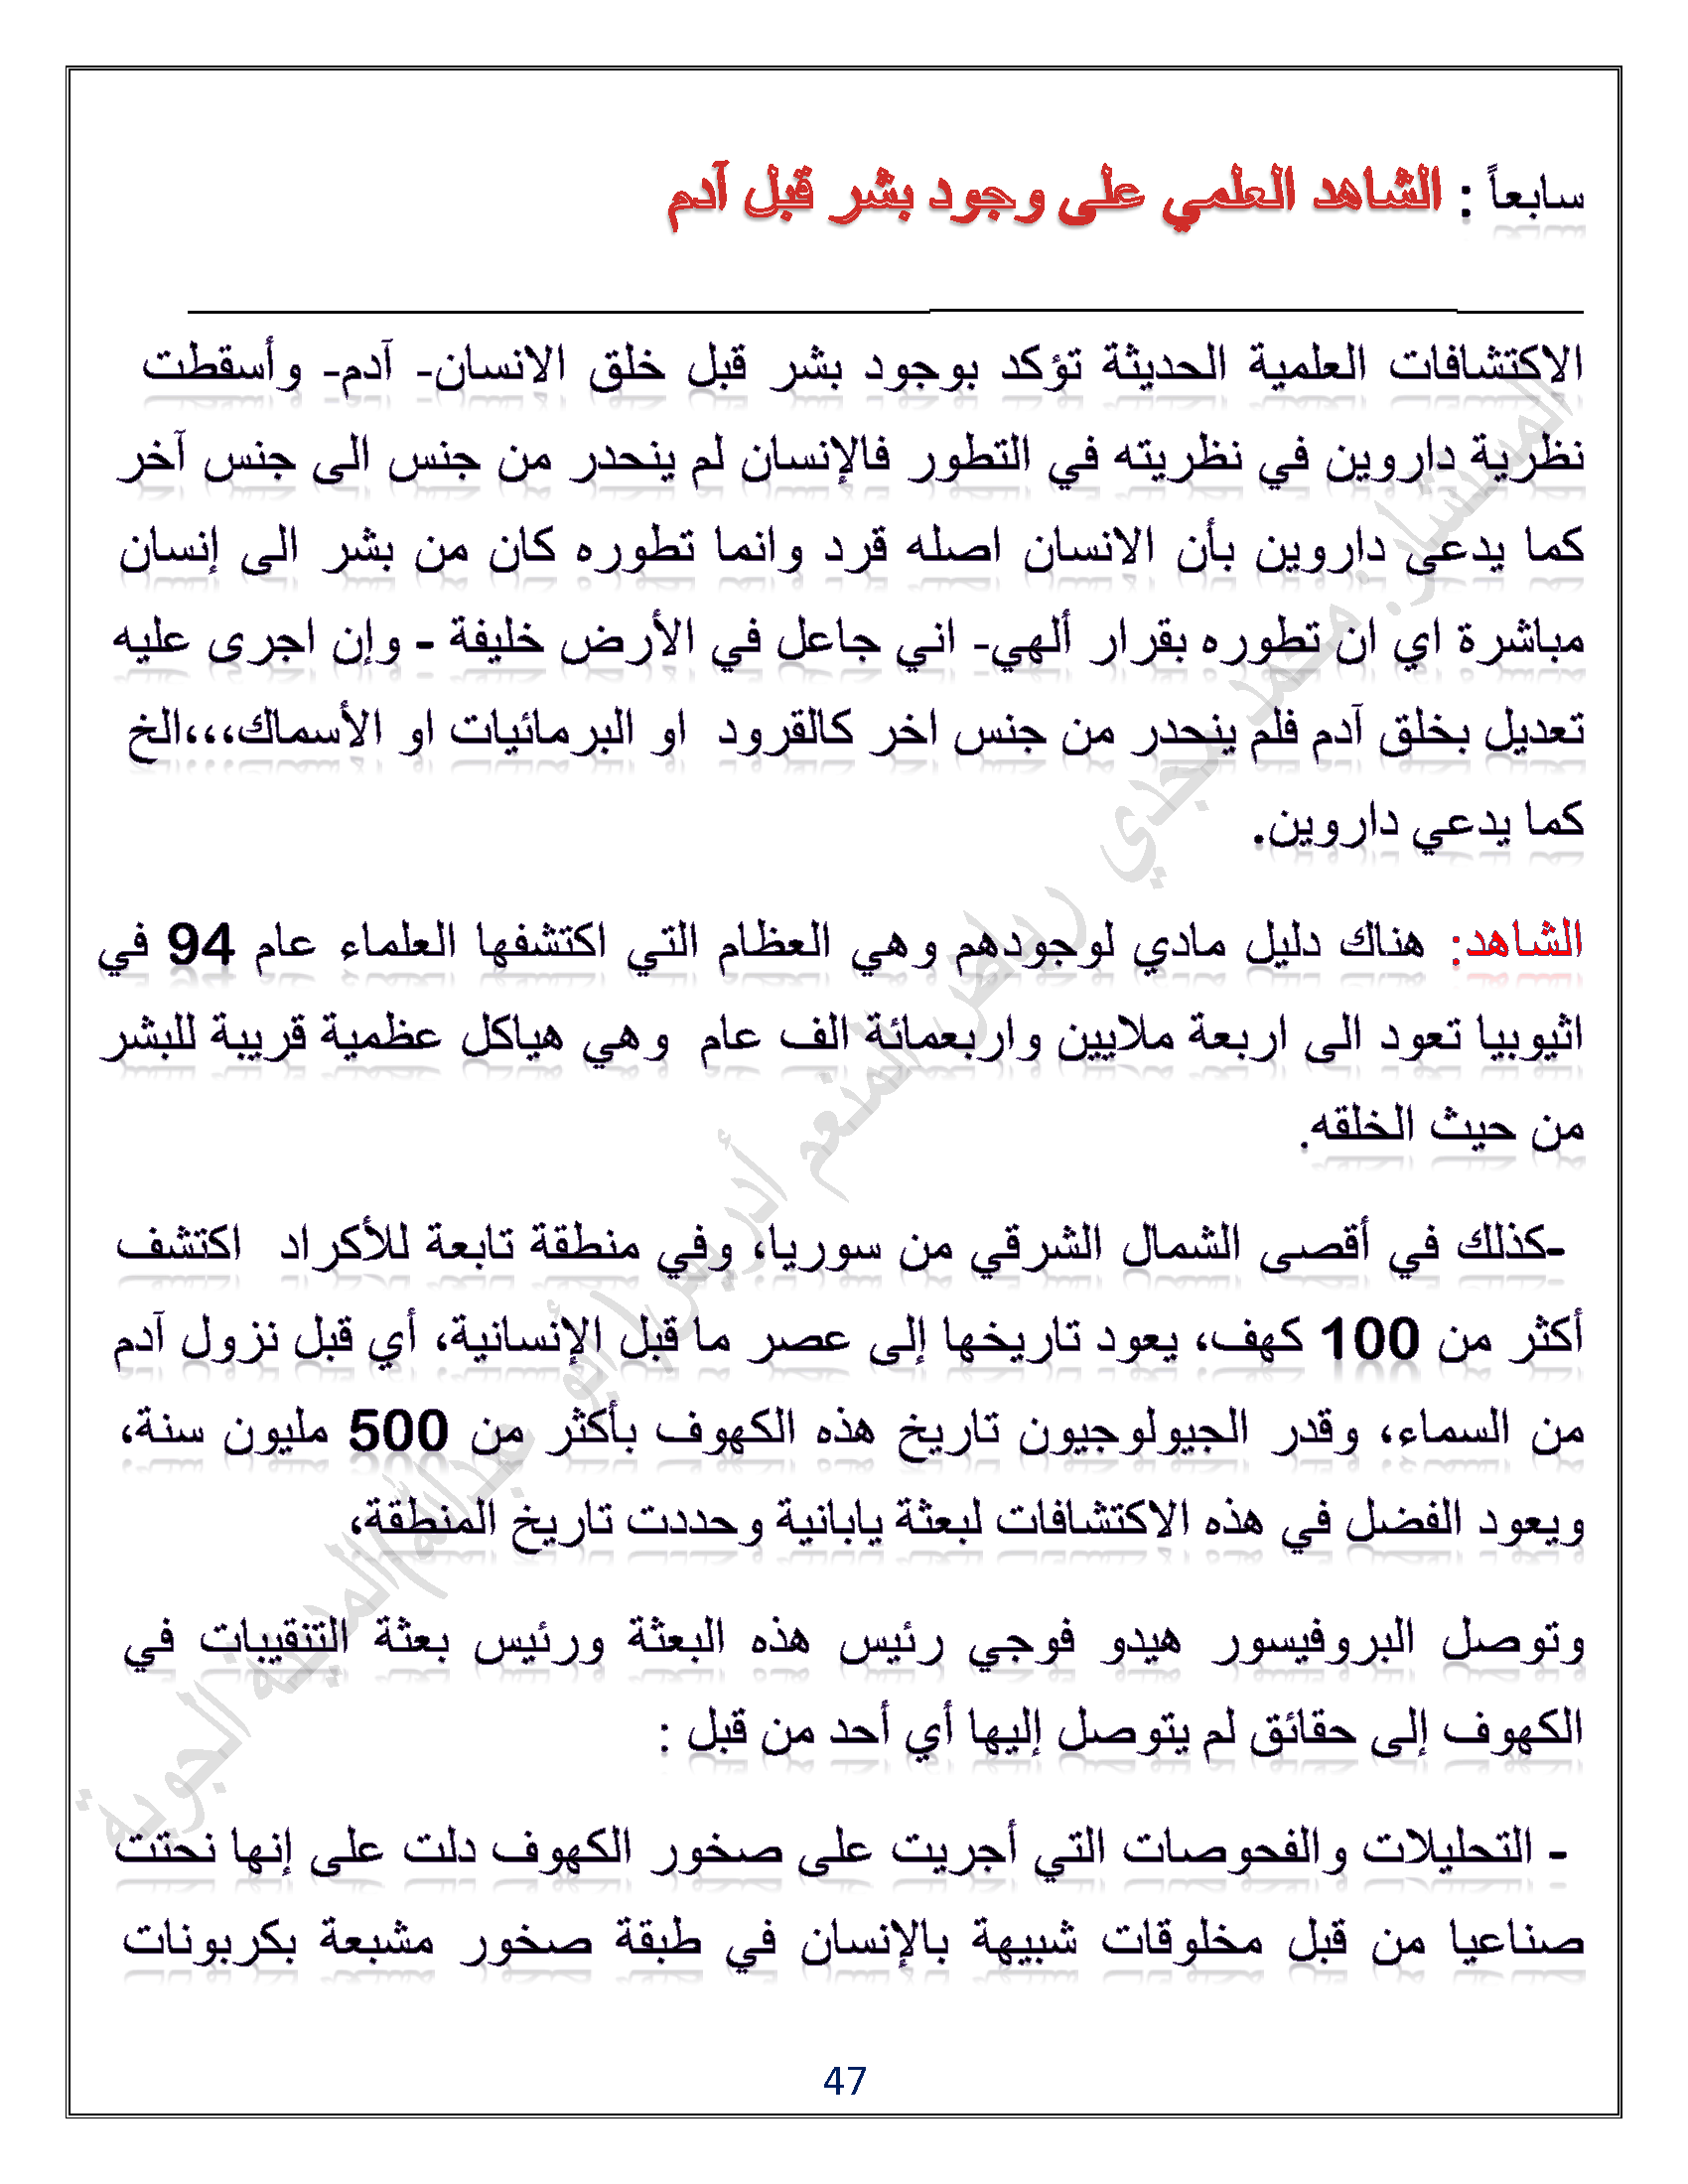 سابعاً : الشاهد العلمي على وجود بشر قبل آدم
الاكتشافات العلمية الحديثة تؤكد بوجود بشر قبل خلق الانسان- آدم- وأسقطت
نظرية داروين في نظريته في التطور فالإنسان لم ينحدر من جنس الى جنس آخر
كما يدعى داروين بأن الانسان اصله قرد وانما تطوره كان من بشر الى إنسان
مباشرة اي ان تطوره بقرار ألهي- اني جاعل في الأرض خليفة - وإن اجرى عليه
تعديل بخلق آدم فلم ينحدر من جنس اخر كالقرود او البرمائيات او الأسماك،،،الخ
كما يدعي داروين.
الشاهد: هناك دليل مادي لوجودهم وهي العظام التي اكتشفها العلماء عام 94 في
اثيوبيا تعود الى اربعة ملايين واربعمائة الف عام وهي هياكل عظمية قريبة للبشر
من حيث الخلقه.
-كذلك في أقصى الشمال الشرقي من سوريا، وفي منطقة تابعة للأكراد اكتشف
أكثر من 100 كهف، يعود تاريخها إلى عصر ما قبل الإنسانية، أي قبل نزول آدم
من السماء، وقدر الجيولوجيون تاريخ هذه الكهوف بأكثر من 500 مليون سنة،
ويعود الفضل في هذه الاكتشافات لبعثة يابانية وحددت تاريخ المنطقة،
وتوصل البروفيسور هيدو فوجي رئيس هذه البعثة ورئيس بعثة التنقيبات في
الكهوف إلى حقائق لم يتوصل إليها أي أحد من قبل :
- التحليلات والفحوصات التي أجريت على صخور الكهوف دلت على إنها نحتت
صناعيا من قبل مخلوقات شبيهة بالإنسان في طبقة صخور مشبعة بكربونات
47